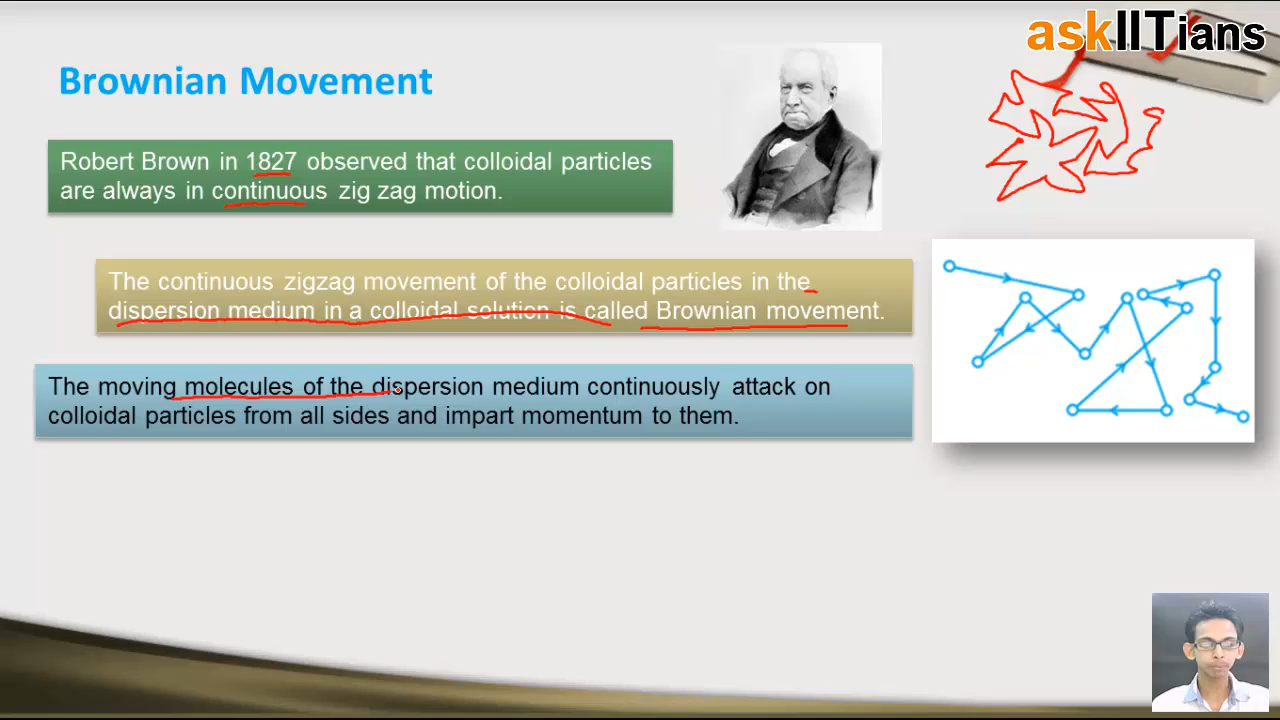 askIITians
Brownian Movement
Robert Brown in 1827 observed that colloidal particles
are always in continuous zig zag motion.
The continuous zigzag movement of the colloidal particles in the
dispersion medium in a colloidal solution is called Brownian movement.
The moving molecules of the dispersion medium continuously attack on
colloidal particles from all sides and impart momentum to them.